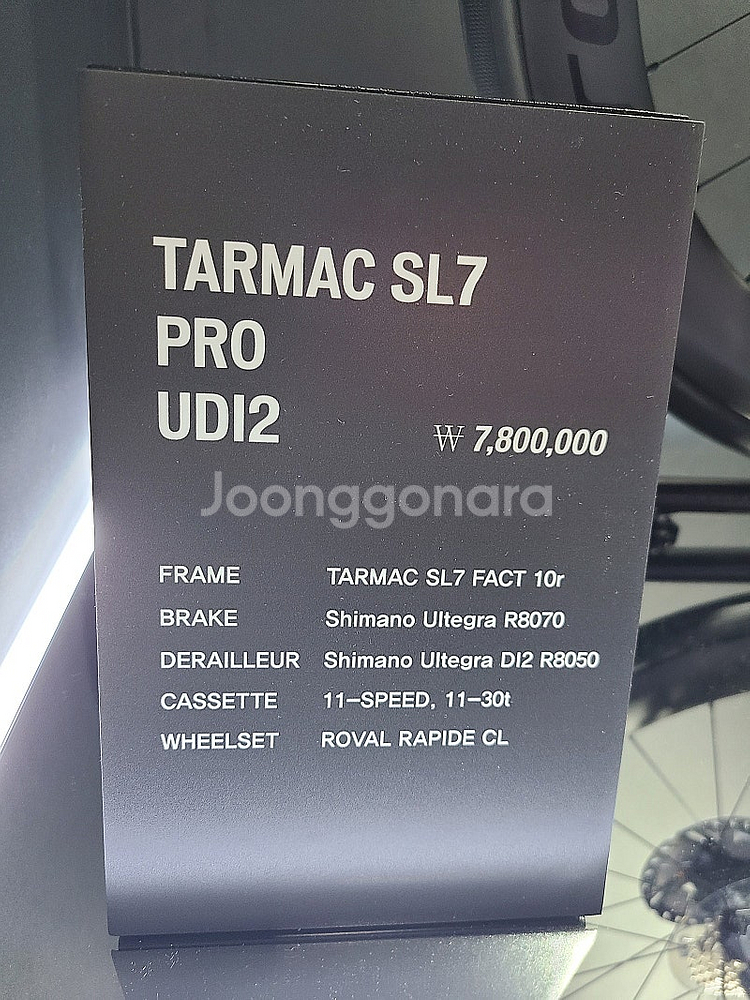 CO
TARMAC SL7
PRO
UDI2
₩ 7,800,000
Joonggonara
FRAME TARMAC SL7 FACT 10r
BRAKE Shimano Ultegra R8070
DERAILLEUR Shimano Ultegra DI2 R8050
CASSETTE 11-SPEED, 11-30t
WHEELSET ROVAL RAPIDE CL